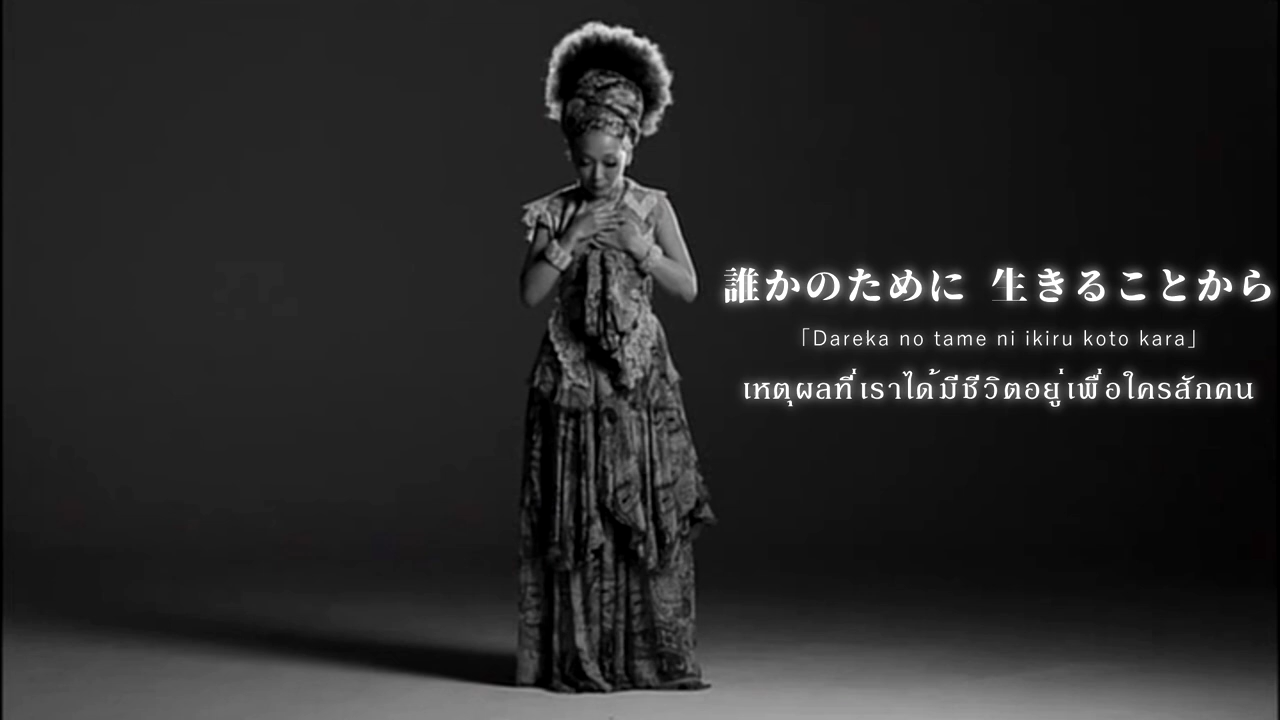 誰かのために 生きることから
「Dareka no tame ni ikiru koto kara」
เหตุผลที่เราได้มีชีวิตอยู่เพื่อใครสักคน